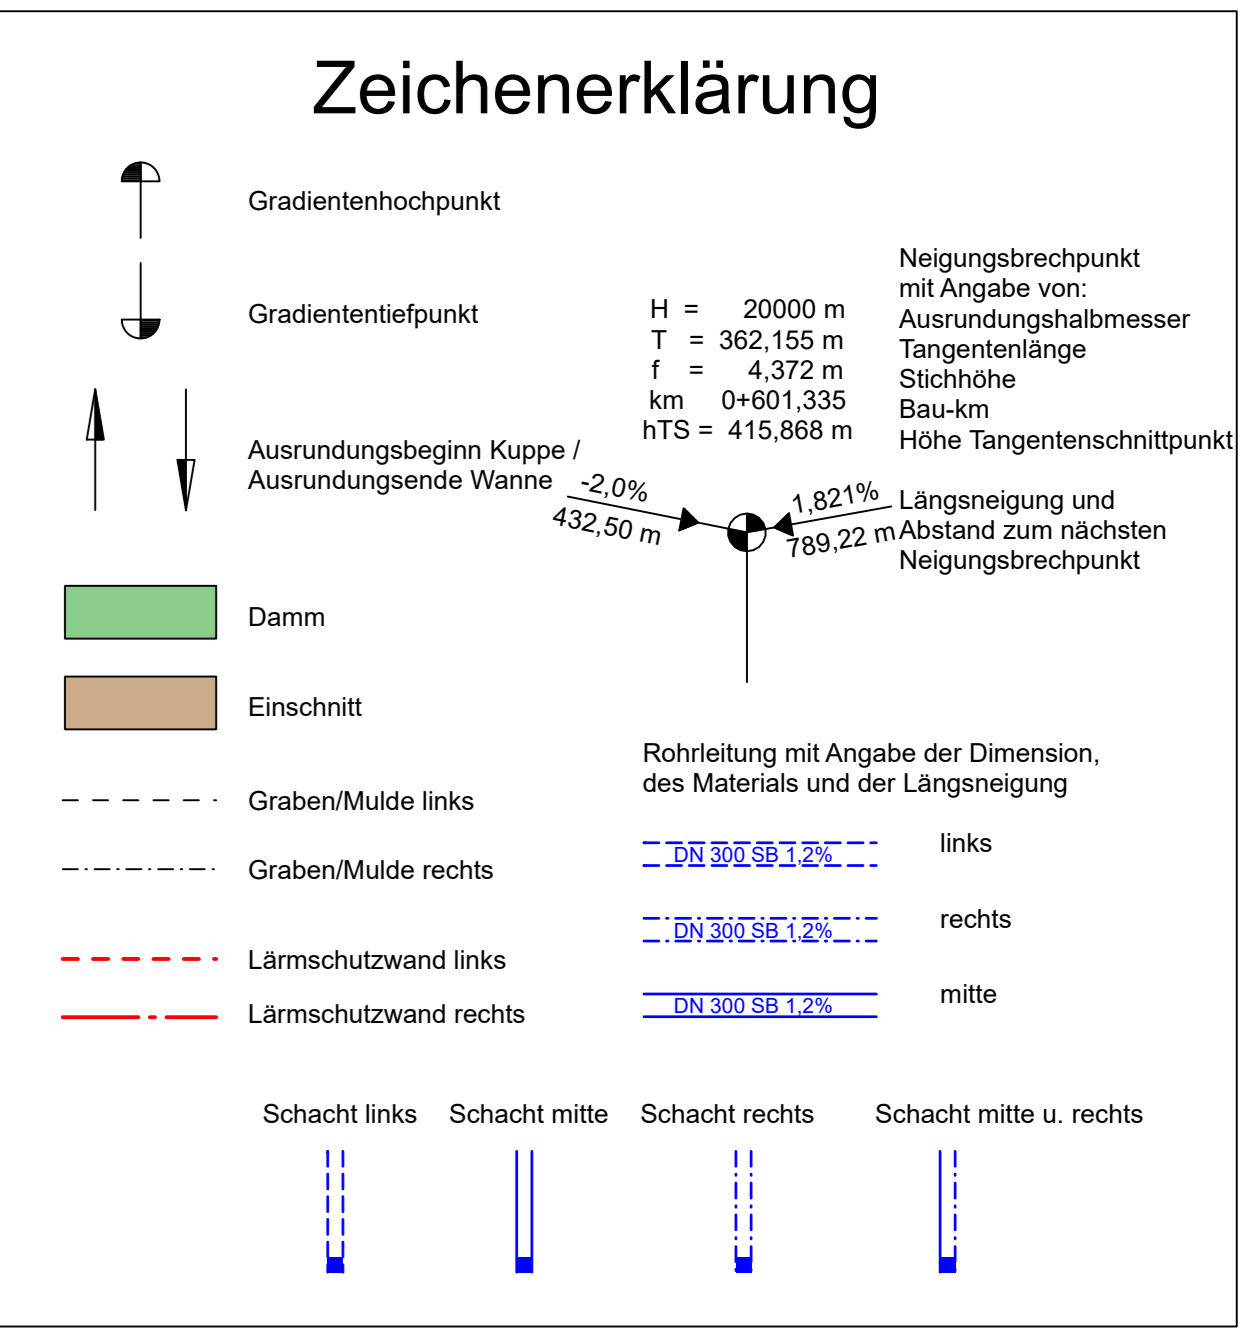 Zeichenerklärung
Gradientenhochpunkt
Gradiententiefpunkt
Ausrundungsbeginn Kuppe /
Ausrundungsende Wanne
H = 20000 m
T = 362,155 m
f = 4,372 m
km 0+601,335
hTS = 415,868 m
Neigungsbrechpunkt
mit Angabe von:
Ausrundungshalbmesser
Tangentenlänge
Stichhöhe
Bau-km
Höhe Tangentenschnittpunkt
-2,0%
432,50 m
1,821%
789,22 m
Längsneigung und
Abstand zum nächsten
Neigungsbrechpunkt
Damm
Einschnitt
Graben/Mulde links
Graben/Mulde rechts
Lärmschutzwand links
Lärmschutzwand rechts
Rohrleitung mit Angabe der Dimension,
des Materials und der Längsneigung
DN 300 SB 1,2% links
DN 300 SB 1,2% rechts
DN 300 SB 1,2% mitte
Schacht links Schacht mitte Schacht rechts Schacht mitte u. rechts